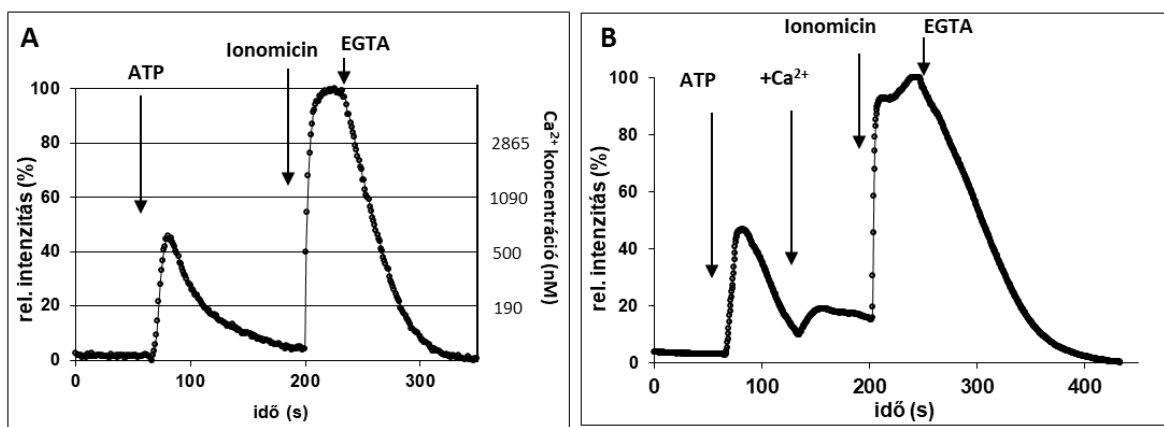 A
ATP
Ionomicin
EGTA
rel. intenzitás (%)
100
80
60
40
20
0
0
100
200
300
idő (s)
2865
1090
500
190
Ca²⁺ koncentráció (nM)
B
ATP
+Ca²⁺
Ionomicin
EGTA
rel. intenzitás (%)
100
80
60
40
20
0
0
100
200
300
400
idő (s)